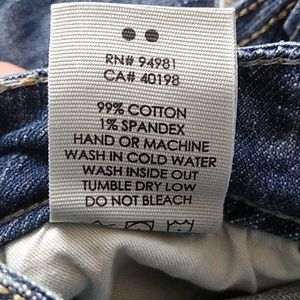 RN# 94981
CA# 40198
99% COTTON
1% SPANDEX
HAND OR MACHINE
WASH IN COLD WATER
WASH INSIDE OUT
TUMBLE DRY LOW
DO NOT BLEACH